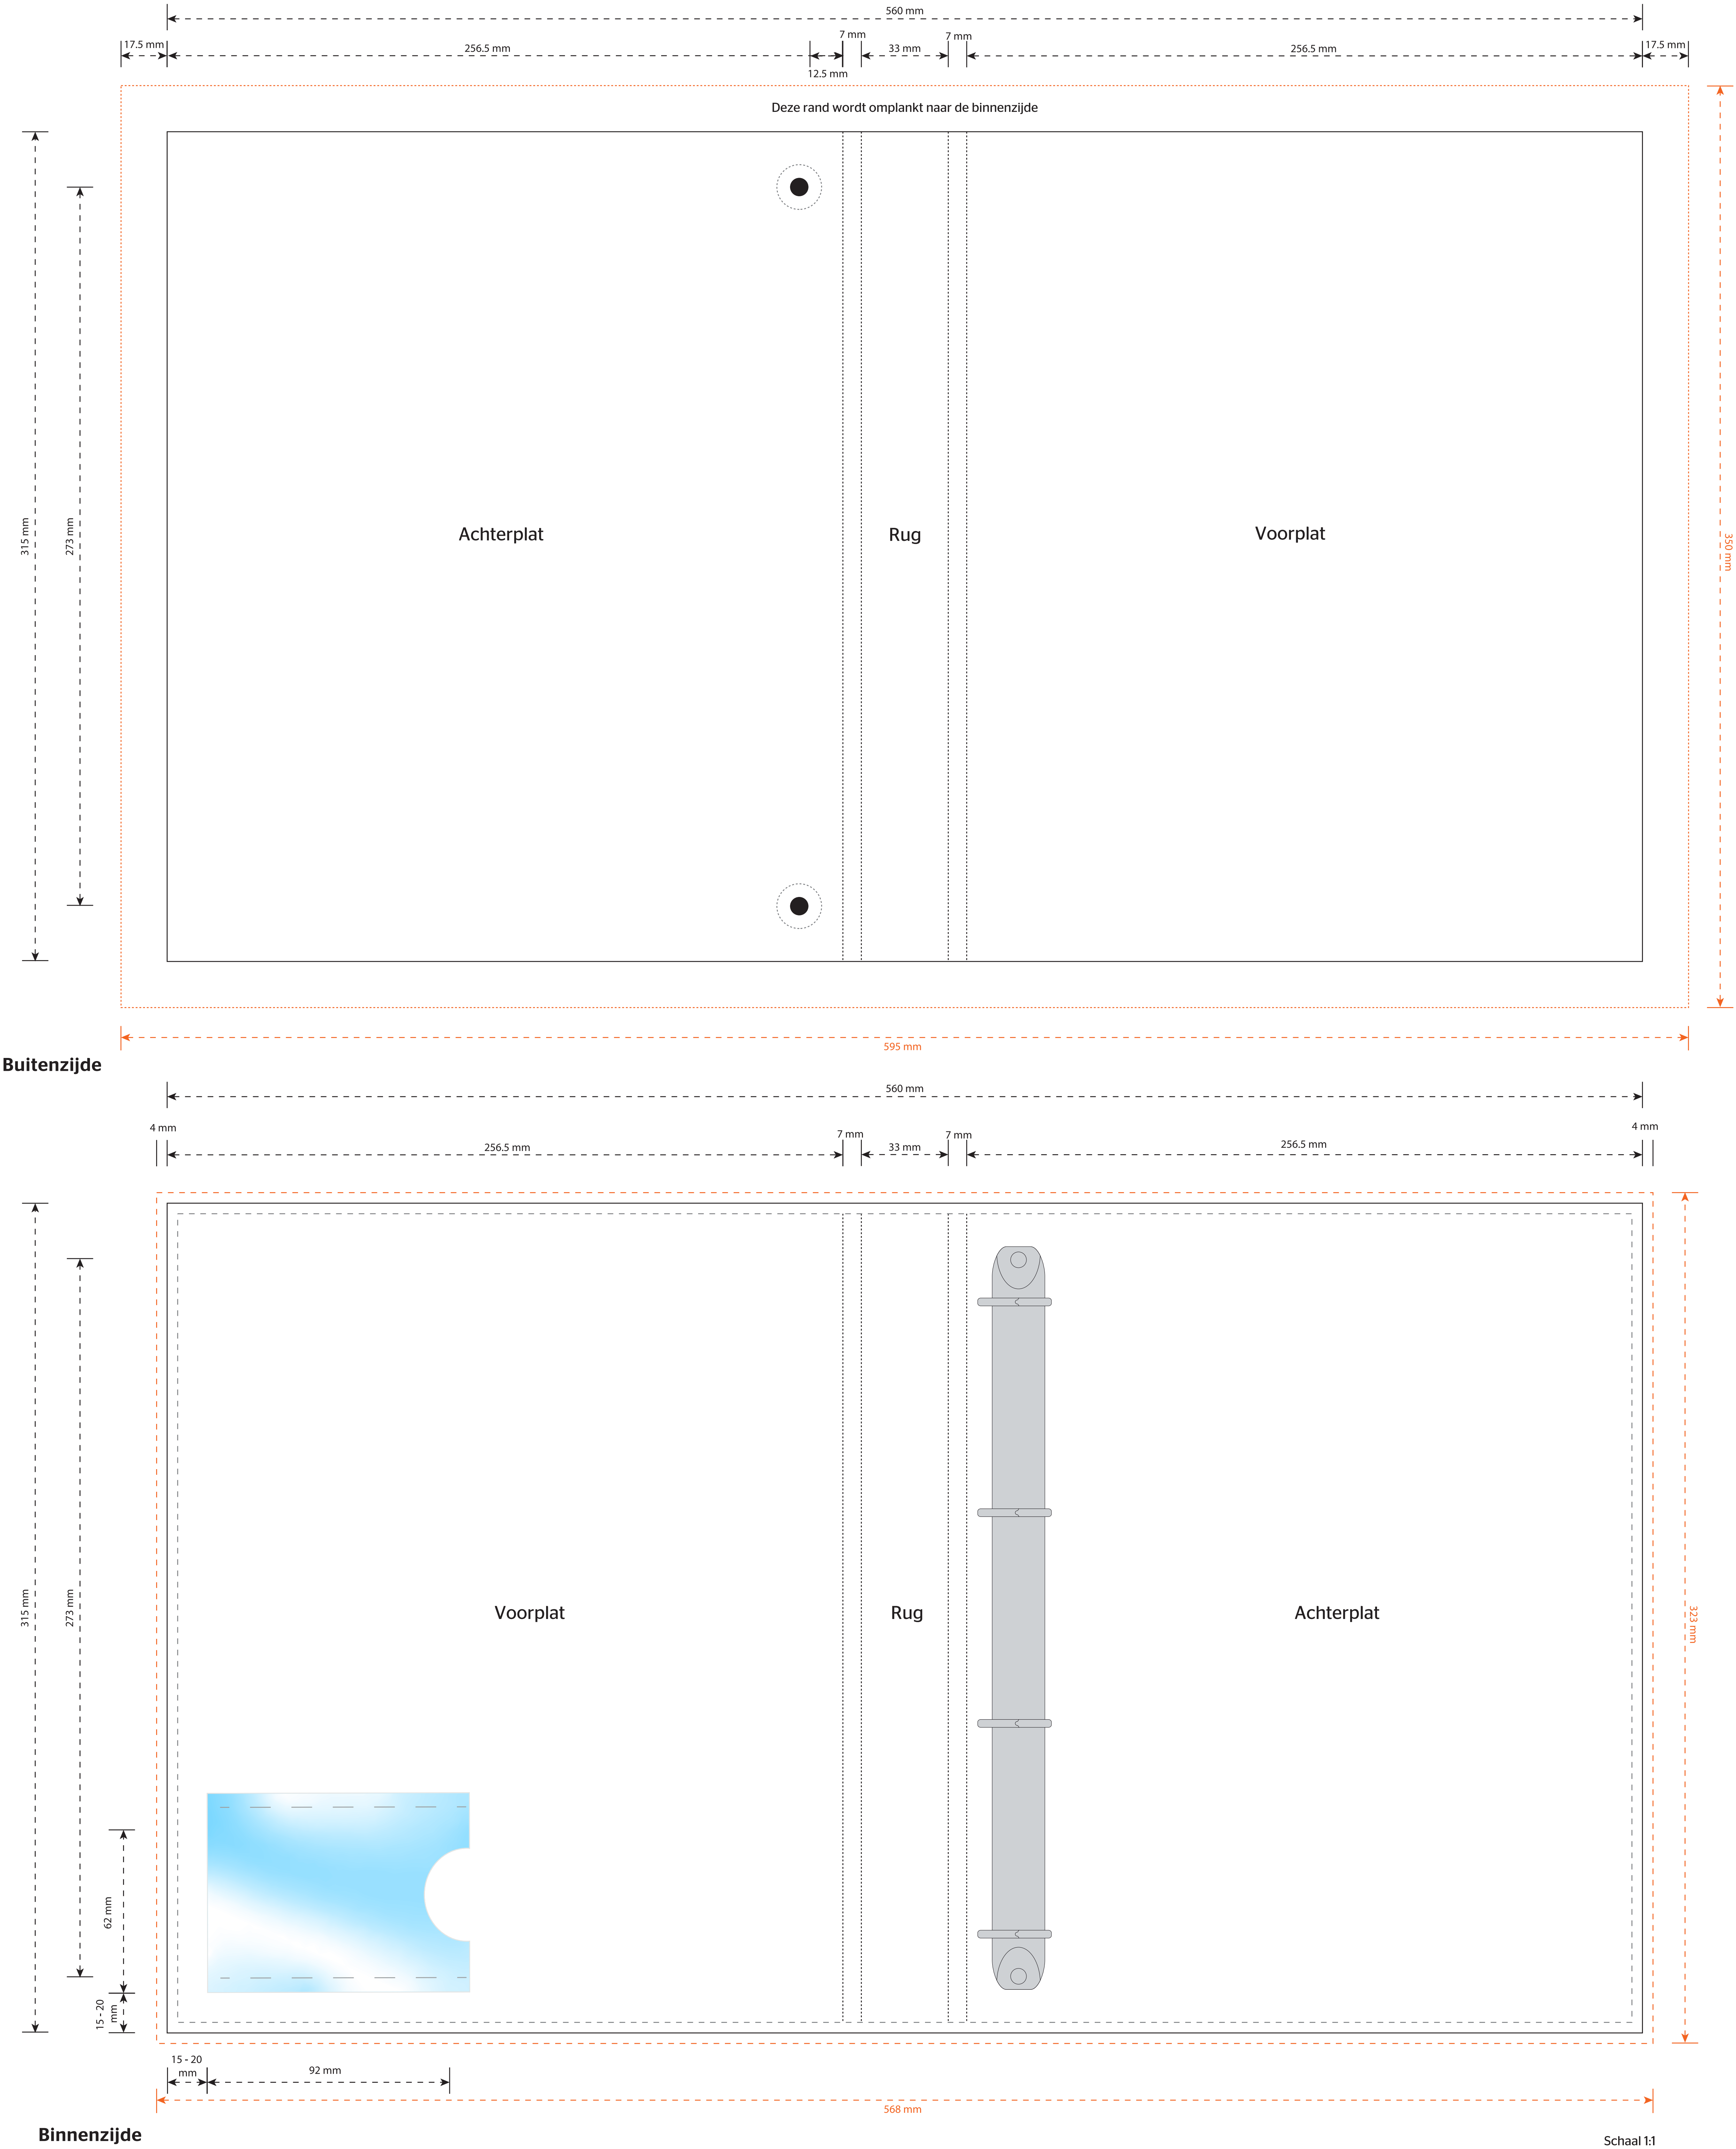 560 mm
17.5 mm
256.5 mm
12.5 mm
7 mm
33 mm
7 mm
256.5 mm
17.5 mm
Deze rand wordt omplankt naar de binnenzijde
315 mm
273 mm
Achterplat
Rug
Voorplat
350 mm
595 mm
Buitenzijde
560 mm
4 mm
256.5 mm
7 mm
33 mm
7 mm
256.5 mm
4 mm
315 mm
273 mm
Voorplat
Rug
Achterplat
323 mm
62 mm
15 - 20
mm
15 - 20
mm
92 mm
568 mm
Binnenzijde
Schaal 1:1